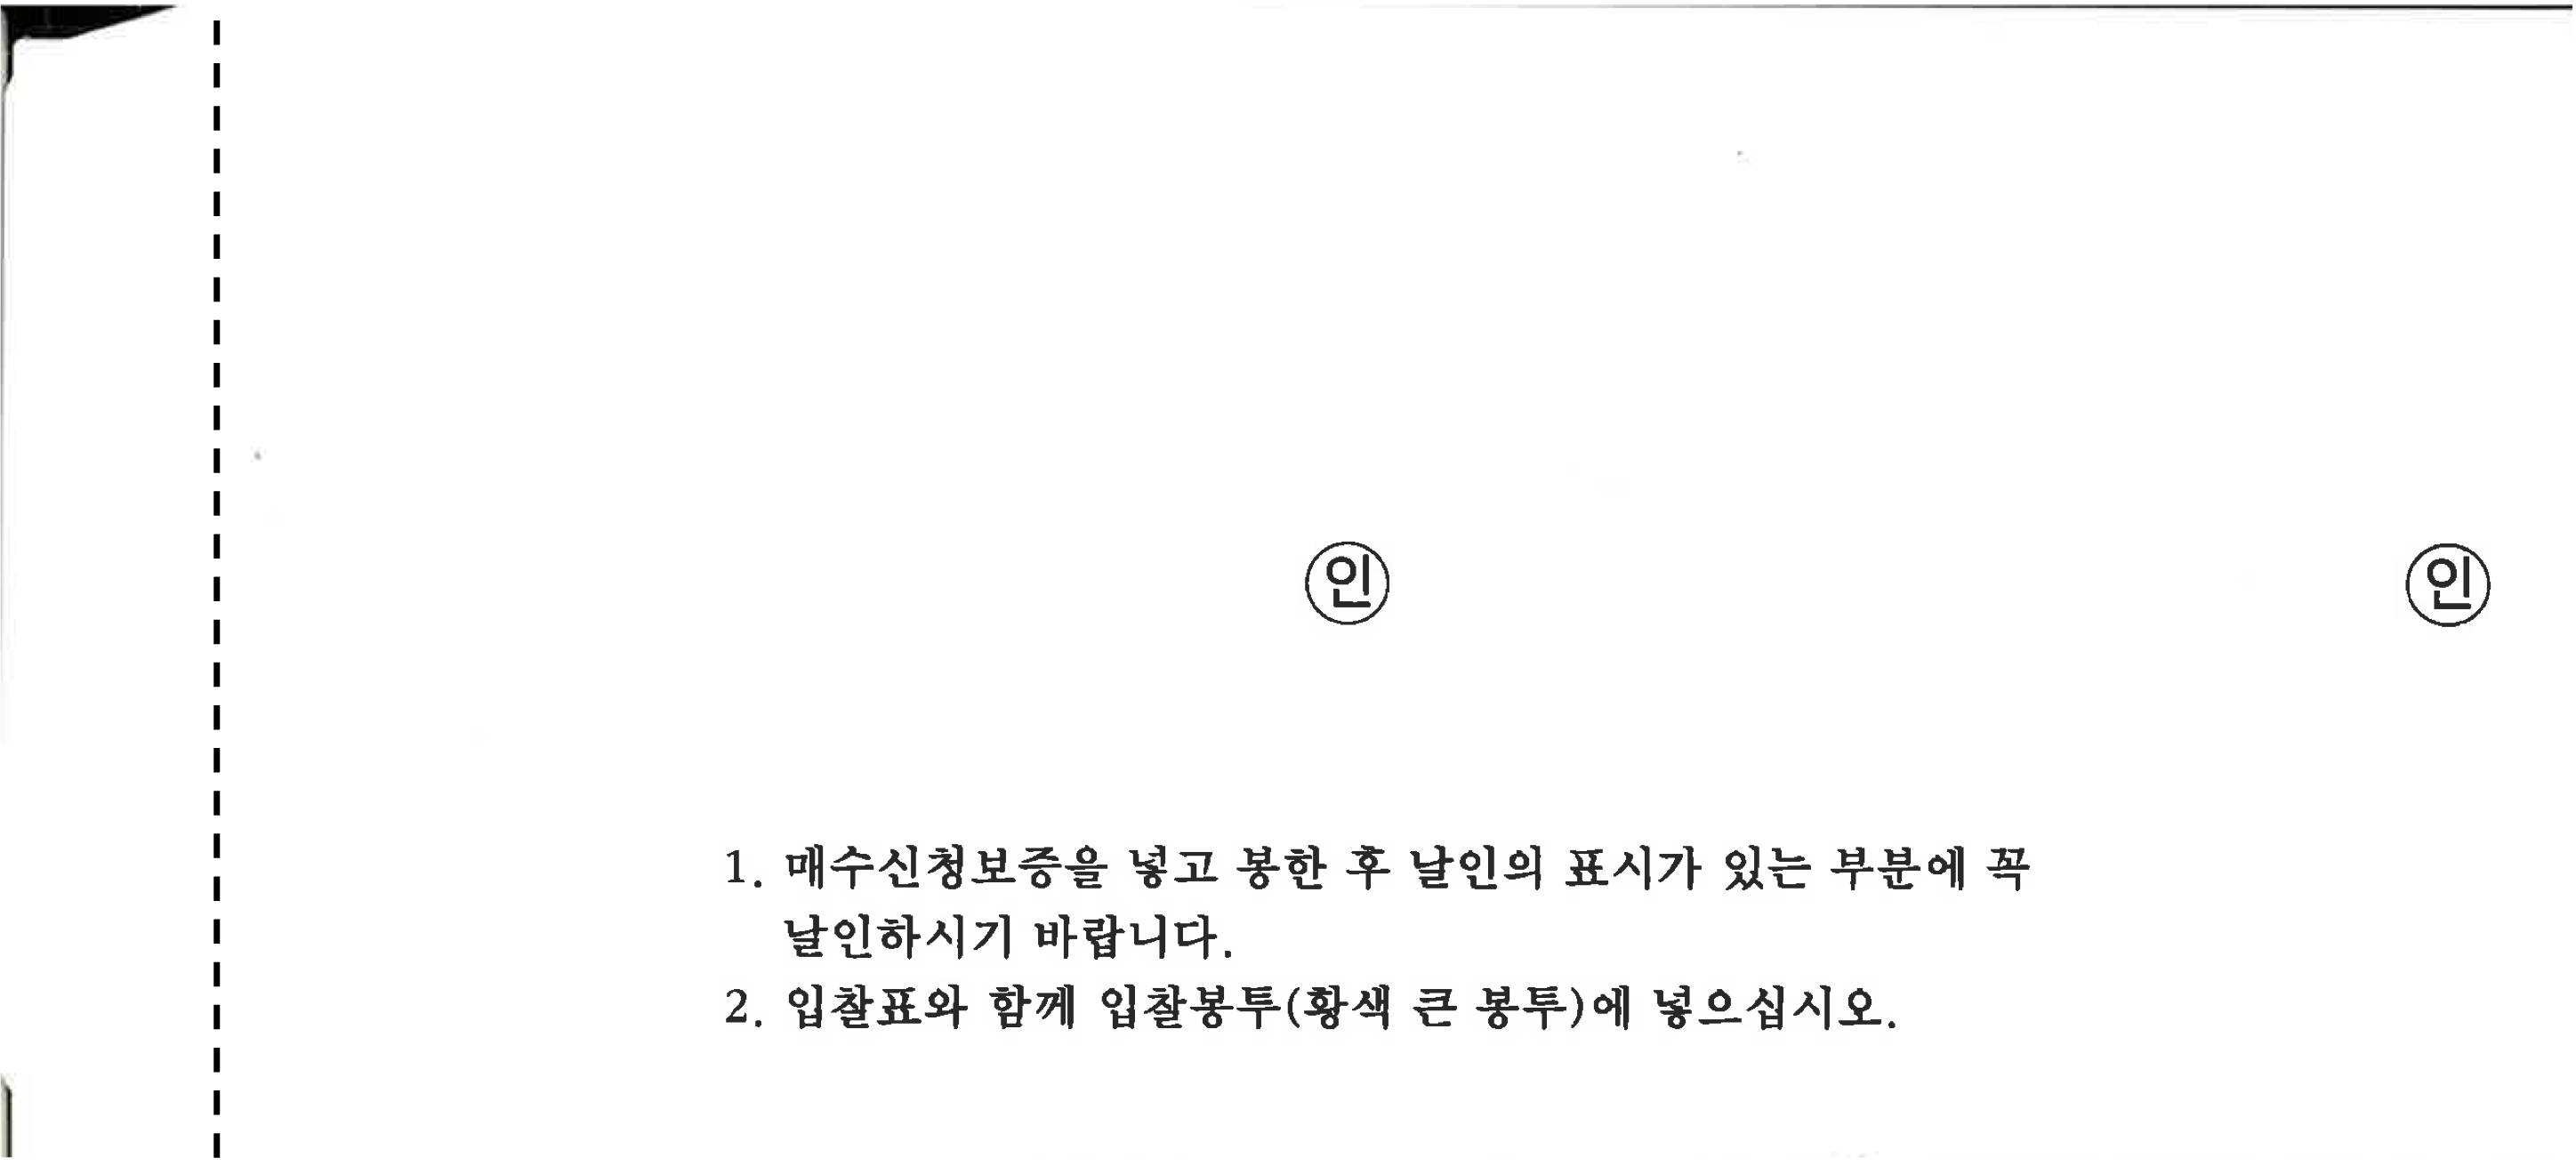 ㊞ ㊞
1. 매수신청보증을 넣고 봉한 후 날인의 표시가 있는 부분에 꼭
날인하시기 바랍니다.
2. 입찰표와 함께 입찰봉투(황색 큰 봉투)에 넣으십시오.